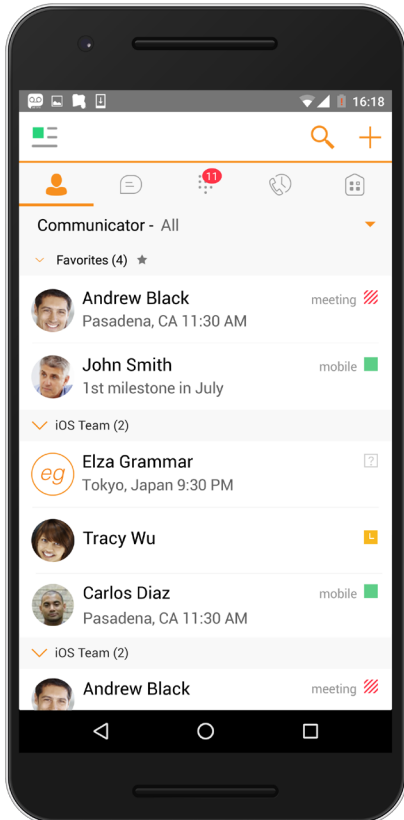 16:18
11
Communicator - All
Favorites (4)
Andrew Black
meeting
Pasadena, CA 11:30 AM
John Smith
mobile
1st milestone in July
iOS Team (2)
Elza Grammar
?
eg
Tokyo, Japan 9:30 PM
Tracy Wu
Carlos Diaz
mobile
Pasadena, CA 11:30 AM
iOS Team (2)
Andrew Black
meeting